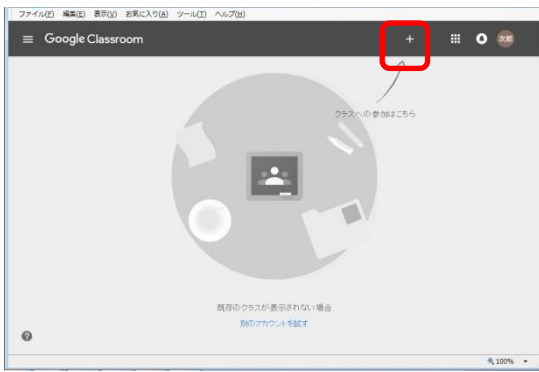 ファイル(F) 編集(E) 表示(V) お気に入り(A) ツール(T) ヘルプ(H)
Google Classroom
次郎
クラスへの参加はこちら
既存のクラスが表示されない場合
別のアカウントを試す
100%